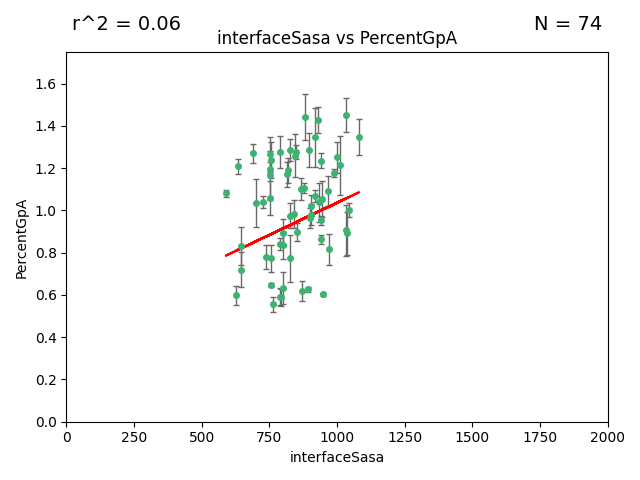 r^2 = 0.06
N = 74
interfaceSasa vs PercentGpA
PercentGpA
1.6
1.4
1.2
1.0
0.8
0.6
0.4
0.2
0.0
0 250 500 750 1000 1250 1500 1750 2000
interfaceSasa